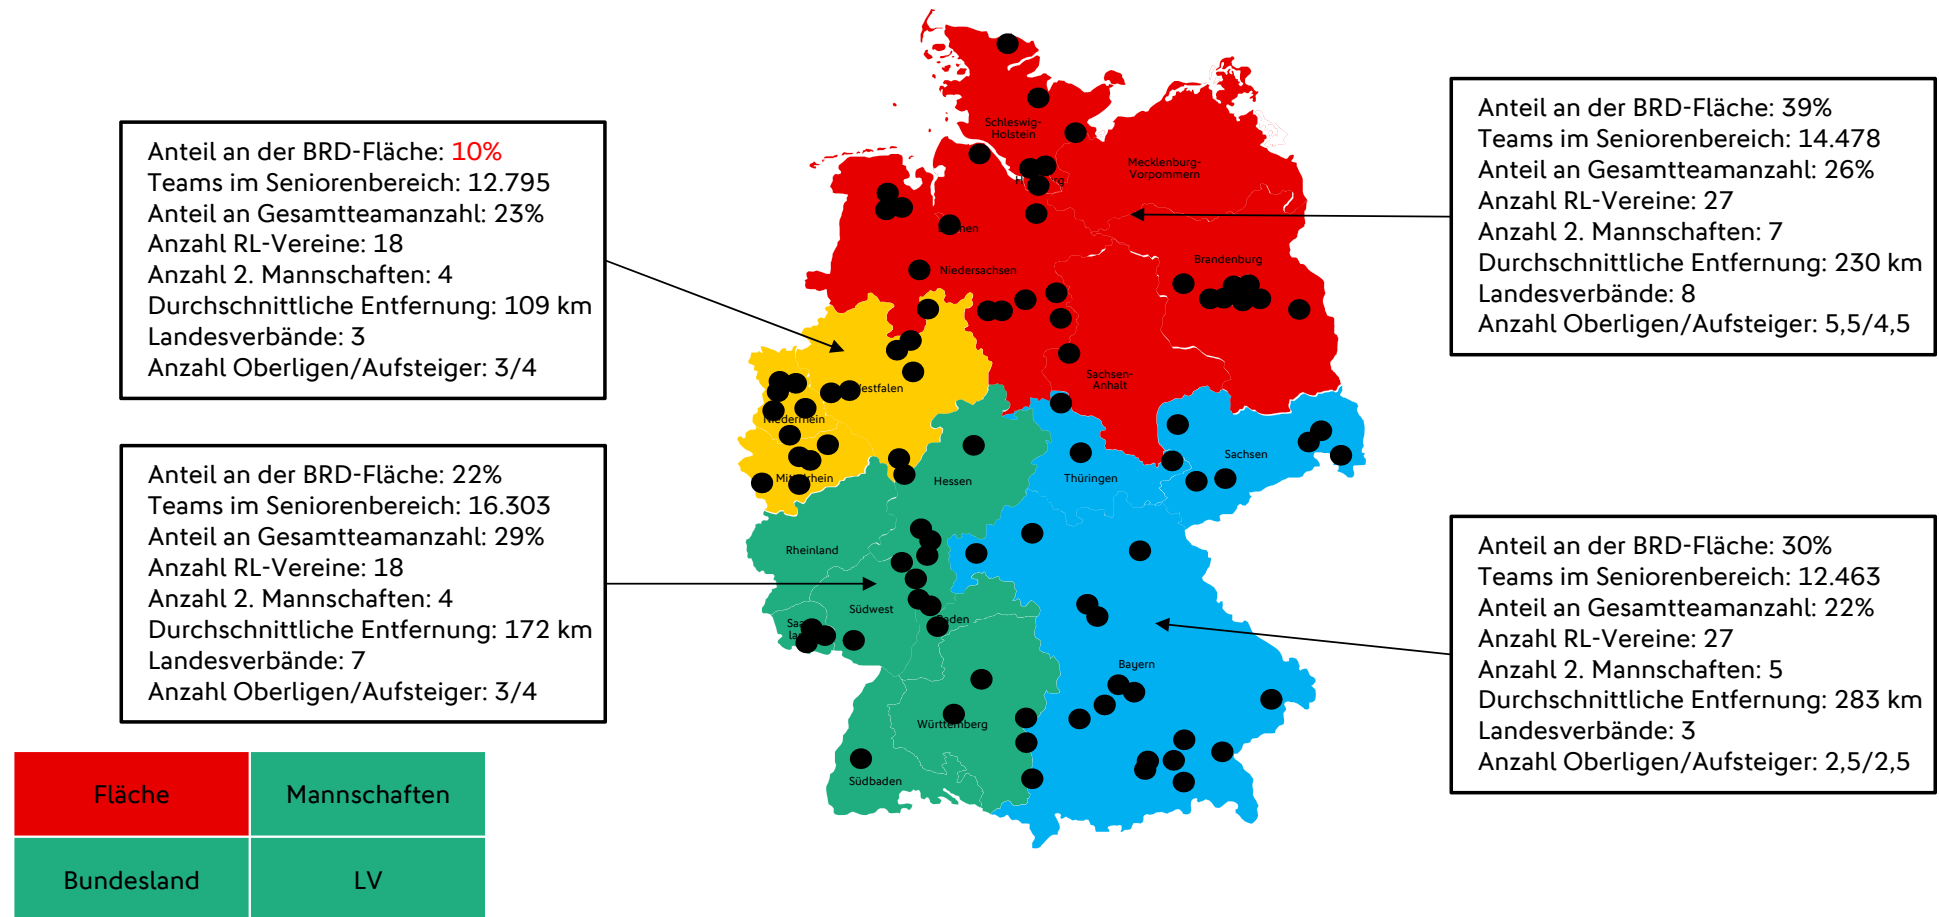 Anteil an der BRD-Fläche: 10%
Teams im Seniorenbereich: 12.795
Anteil an Gesamtteamanzahl: 23%
Anzahl RL-Vereine: 18
Anzahl 2. Mannschaften: 4
Durchschnittliche Entfernung: 109 km
Landesverbände: 3
Anzahl Oberligen/Aufsteiger: 3/4
Anteil an der BRD-Fläche: 22%
Teams im Seniorenbereich: 16.303
Anteil an Gesamtteamanzahl: 29%
Anzahl RL-Vereine: 18
Anzahl 2. Mannschaften: 4
Durchschnittliche Entfernung: 172 km
Landesverbände: 7
Anzahl Oberligen/Aufsteiger: 3/4
Fläche
Mannschaften
Bundesland
LV
Schleswig-
Holstein
Mecklenburg-
Vorpommern
Niedersachsen
Brandenburg
Sachsen-
Anhalt
Sachsen
Thüringen
Hessen
Rheinland
Südwest
Bayern
Württemberg
Südbaden
Anteil an der BRD-Fläche: 39%
Teams im Seniorenbereich: 14.478
Anteil an Gesamtteamanzahl: 26%
Anzahl RL-Vereine: 27
Anzahl 2. Mannschaften: 7
Durchschnittliche Entfernung: 230 km
Landesverbände: 8
Anzahl Oberligen/Aufsteiger: 5,5/4,5
Anteil an der BRD-Fläche: 30%
Teams im Seniorenbereich: 12.463
Anteil an Gesamtteamanzahl: 22%
Anzahl RL-Vereine: 27
Anzahl 2. Mannschaften: 5
Durchschnittliche Entfernung: 283 km
Landesverbände: 3
Anzahl Oberligen/Aufsteiger: 2,5/2,5